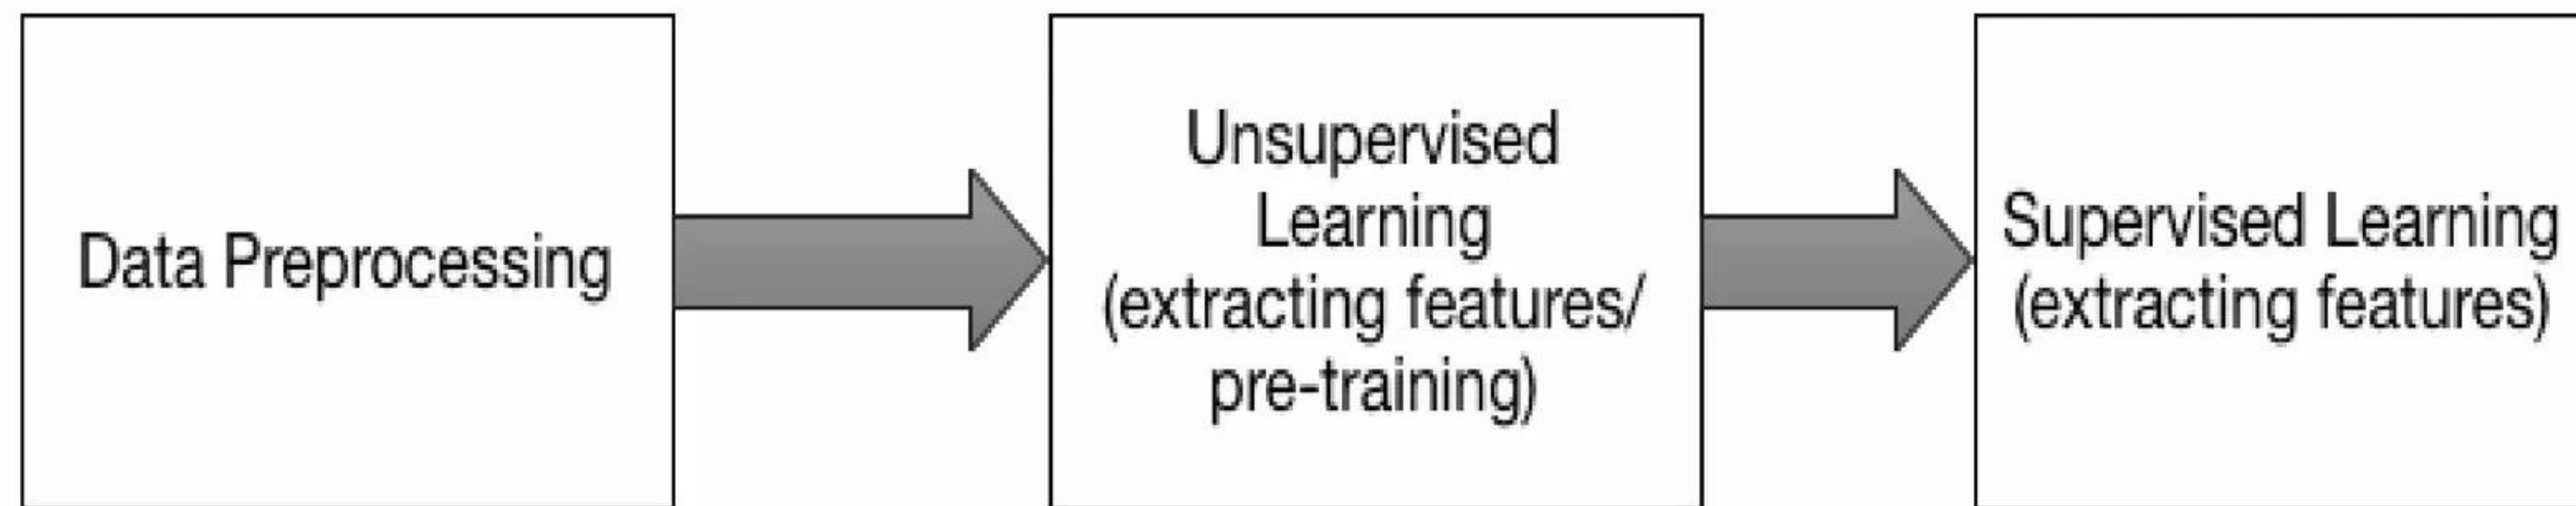 Data Preprocessing
Unsupervised
Learning
(extracting features/
pre-training)
Supervised Learning
(extracting features)